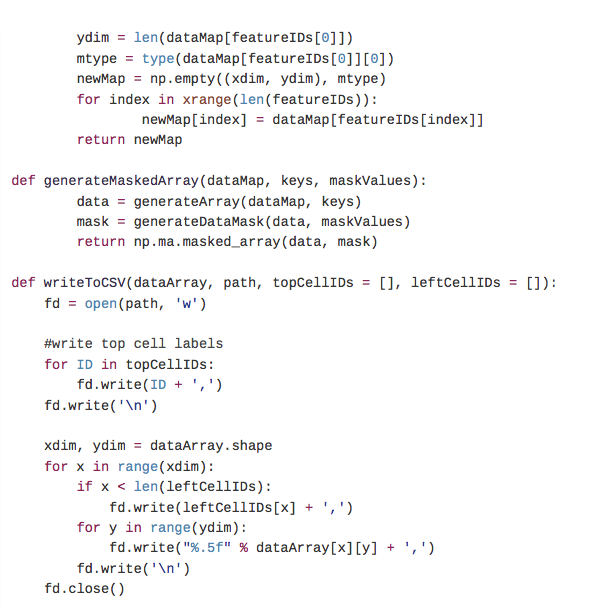 ydim = len(dataMap[featureIDs[0]])
        mtype = type(dataMap[featureIDs[0]][0])
        newMap = np.empty((xdim, ydim), mtype)
        for index in xrange(len(featureIDs)):
                newMap[index] = dataMap[featureIDs[index]]
        return newMap

def generateMaskedArray(dataMap, keys, maskValues):
        data = generateArray(dataMap, keys)
        mask = generateDataMask(data, maskValues)
        return np.ma.masked_array(data, mask)

def writeToCSV(dataArray, path, topCellIDs = [], leftCellIDs = []):
    fd = open(path, 'w')

    #write top cell labels
    for ID in topCellIDs:
        fd.write(ID + ',')
    fd.write('\n')

    xdim, ydim = dataArray.shape
    for x in range(xdim):
        if x < len(leftCellIDs):
            fd.write(leftCellIDs[x] + ',')
        for y in range(ydim):
            fd.write("%.5f" % dataArray[x][y] + ',')
        fd.write('\n')
    fd.close()